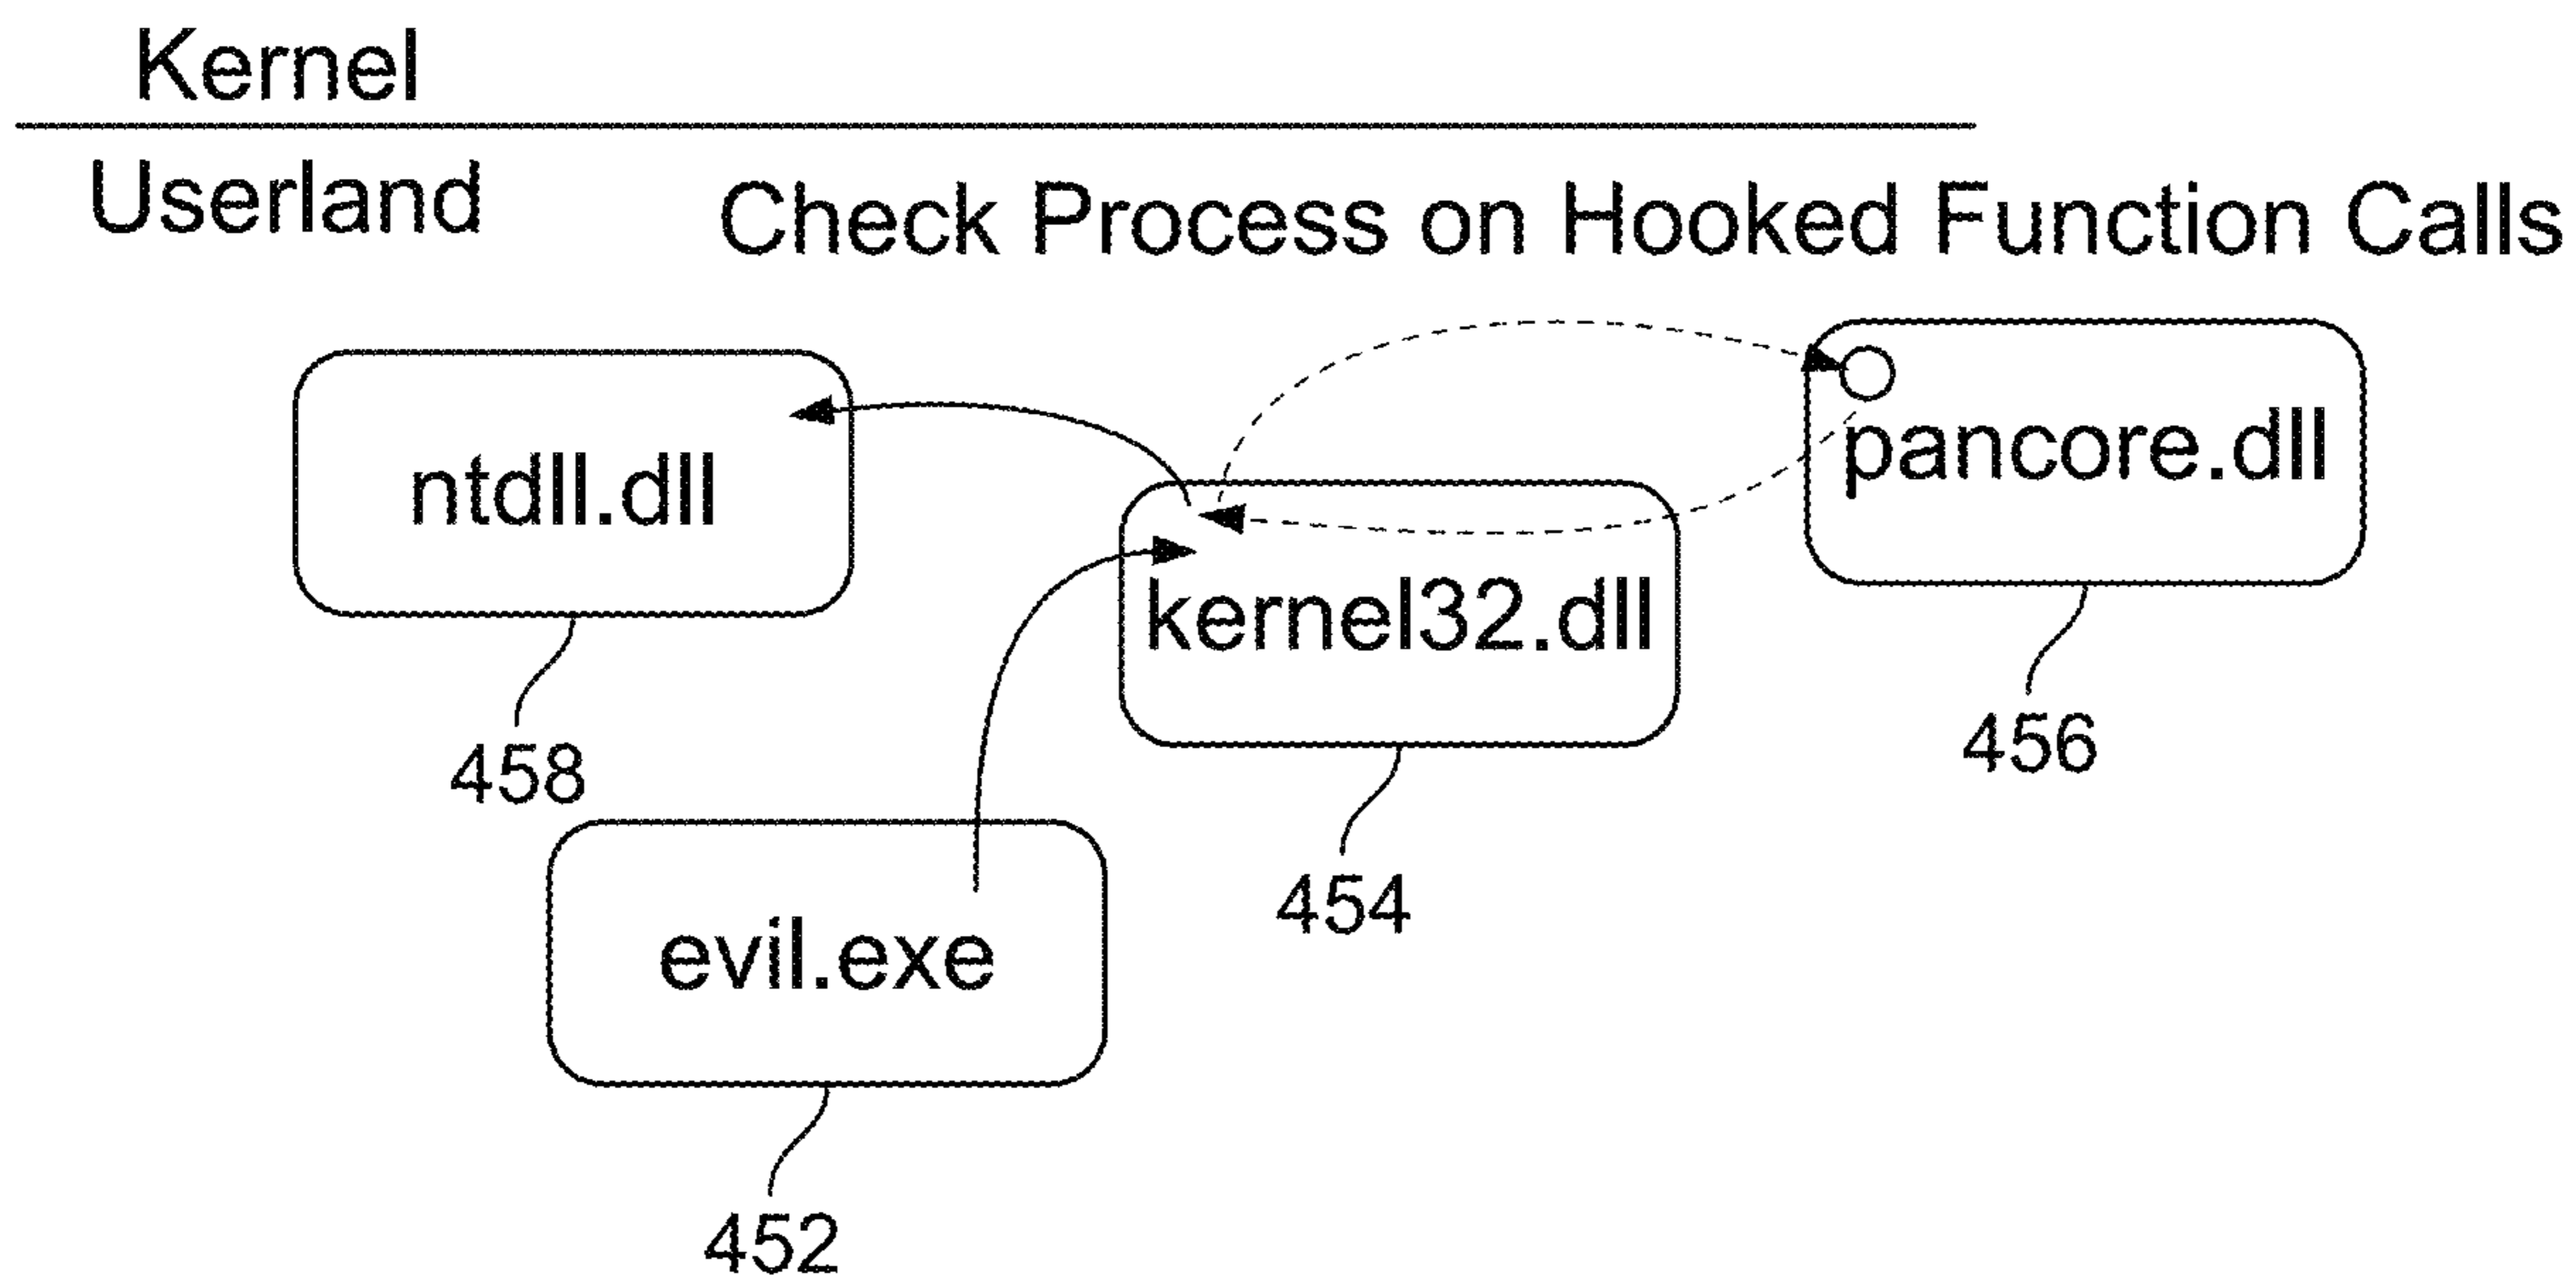 Kernel
Userland
Check Process on Hooked Function Calls
ntdll.dll
pancore.dll
kernel32.dll
458
456
454
evil.exe
452